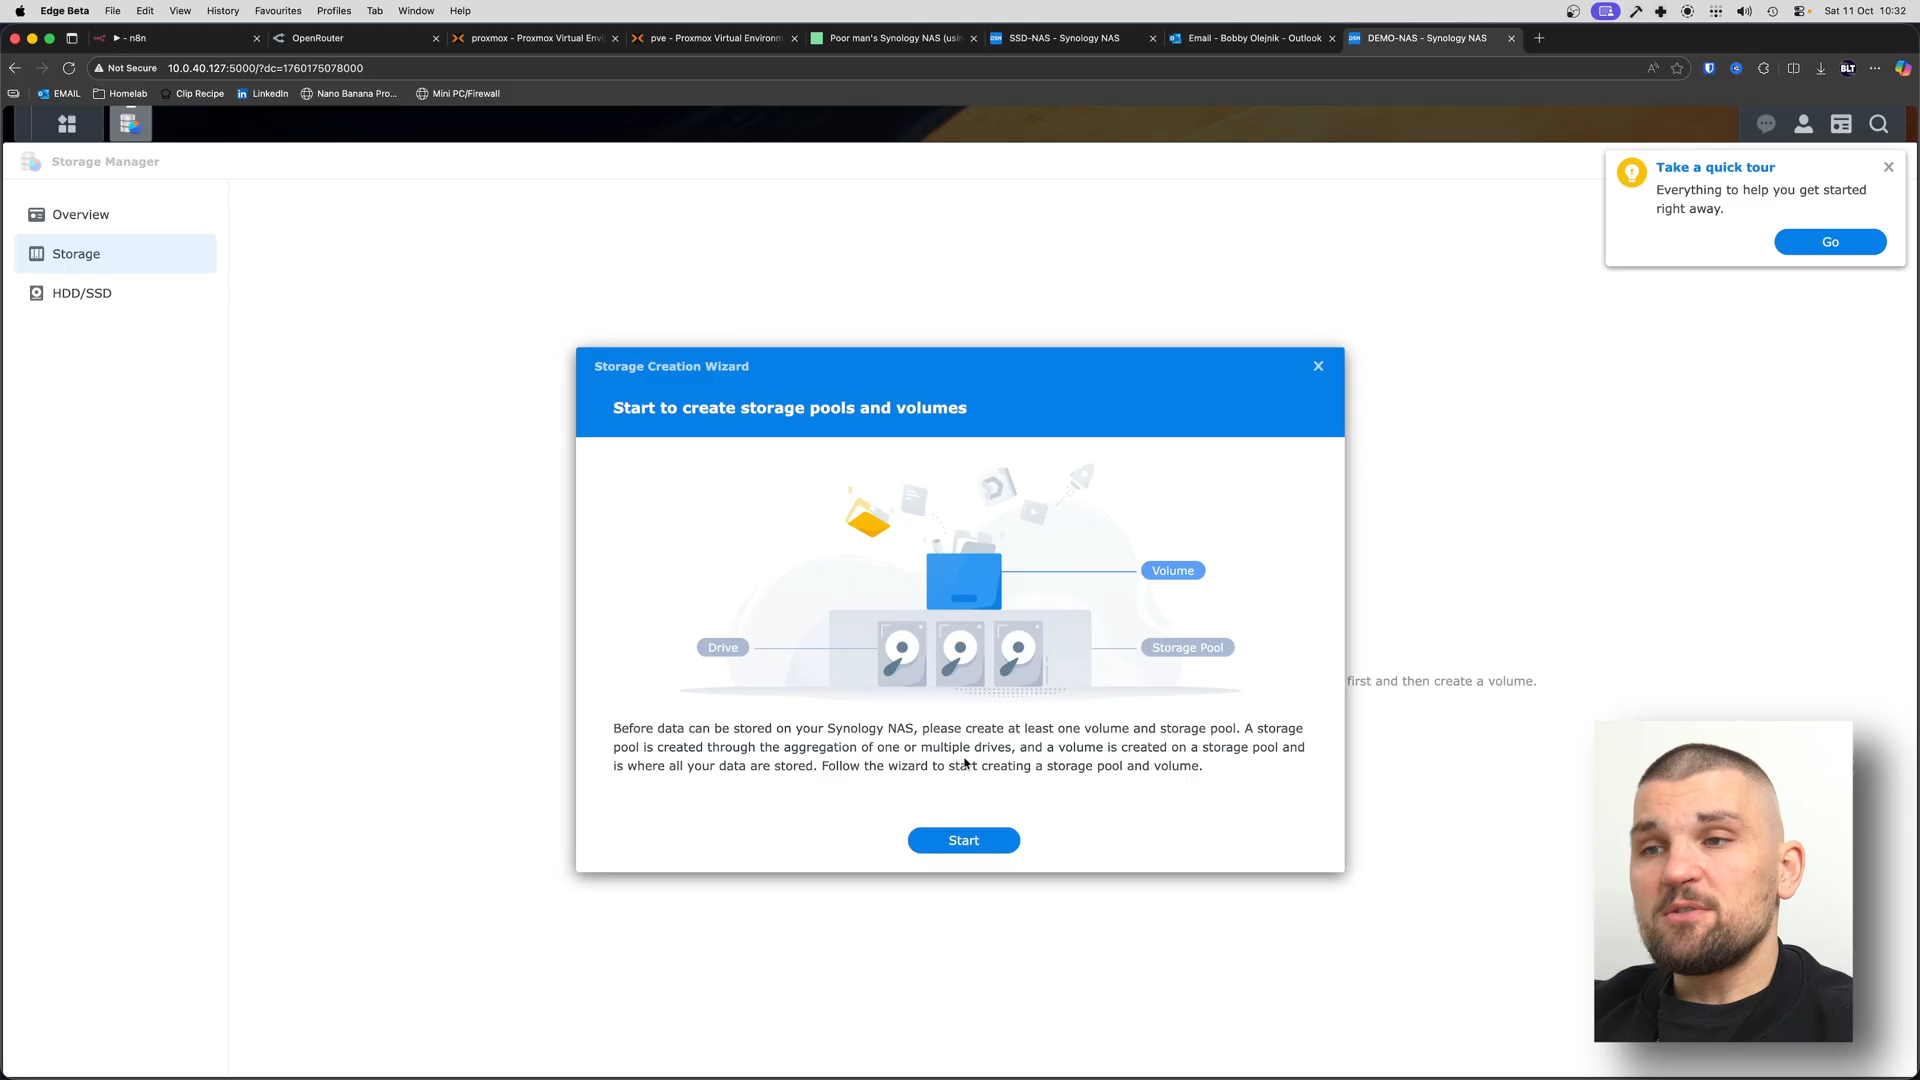 Edge Beta File Edit View History Favourites Profiles Tab Window Help Sat 11 Oct 10:32
- n8n
OpenRouter
proxmox - Proxmox Virtual Envi
pve - Proxmox Virtual Environm
Poor man's Synology NAS (usin
SSD-NAS - Synology NAS
Email - Bobby Olejnik - Outlook
DEMO-NAS - Synology NAS
Not Secure 10.0.40.127:5000/?dc=1760175078000
BLT
EMAIL Homelab Clip Recipe LinkedIn Nano Banana Pro... Mini PC/Firewall
Storage Manager
Overview
Storage
HDD/SSD
Take a quick tour
Everything to help you get started
right away.
Go
Storage Creation Wizard
Start to create storage pools and volumes
Volume
Drive
Storage Pool
first and then create a volume.
Before data can be stored on your Synology NAS, please create at least one volume and storage pool. A storage
pool is created through the aggregation of one or multiple drives, and a volume is created on a storage pool and
is where all your data are stored. Follow the wizard to start creating a storage pool and volume.
Start